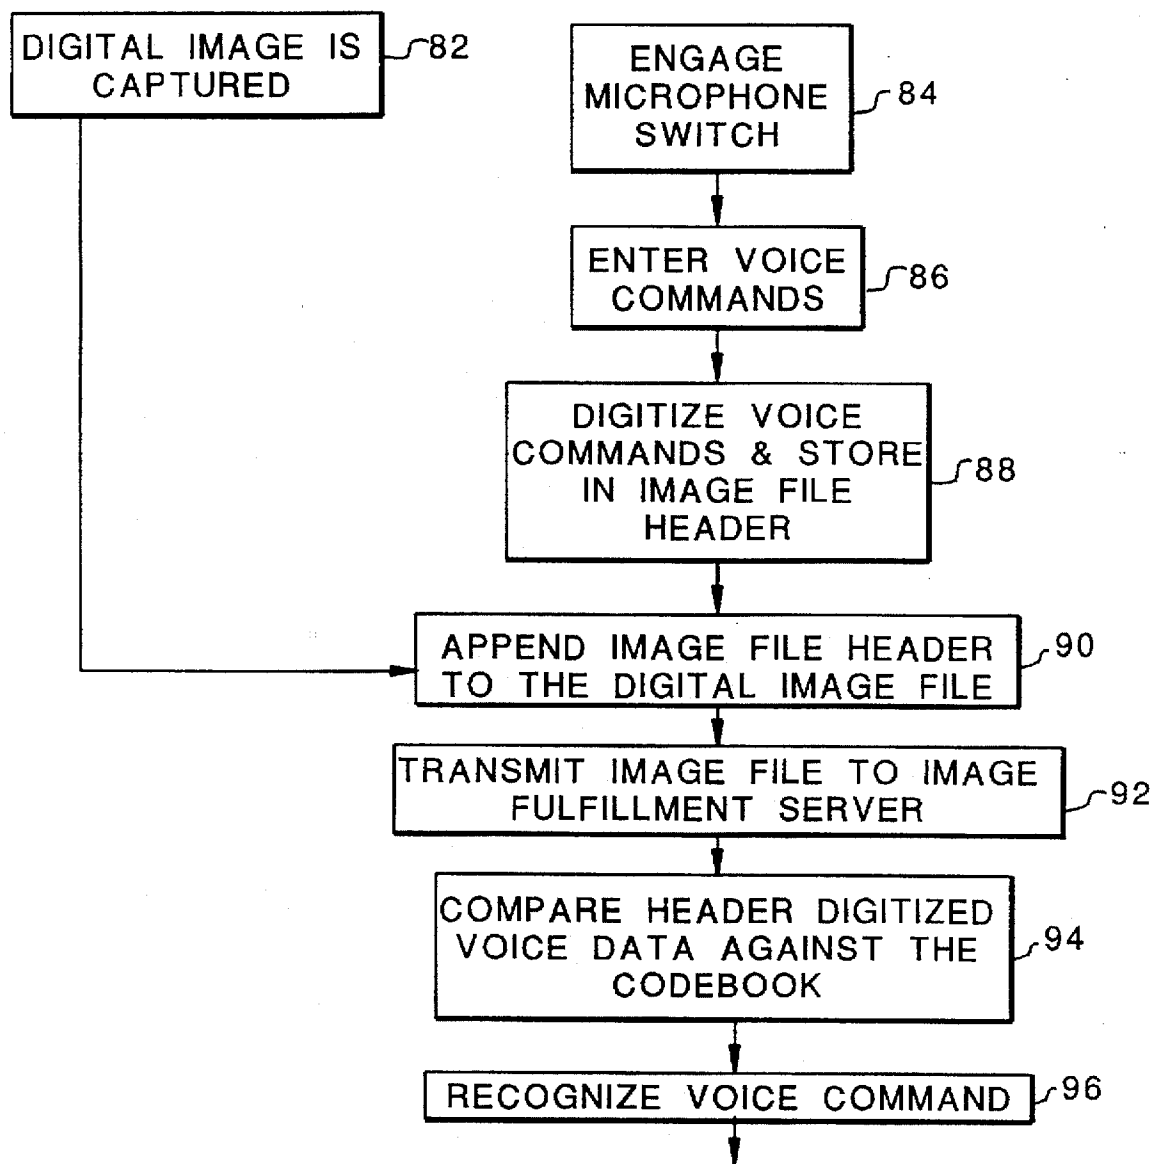 DIGITAL IMAGE IS
CAPTURED
82
ENGAGE
MICROPHONE
SWITCH
84
ENTER VOICE
COMMANDS
86
DIGITIZE VOICE
COMMANDS & STORE
IN IMAGE FILE
HEADER
88
APPEND IMAGE FILE HEADER
TO THE DIGITAL IMAGE FILE
90
TRANSMIT IMAGE FILE TO IMAGE
FULFILLMENT SERVER
92
COMPARE HEADER DIGITIZED
VOICE DATA AGAINST THE
CODEBOOK
94
RECOGNIZE VOICE COMMAND
96